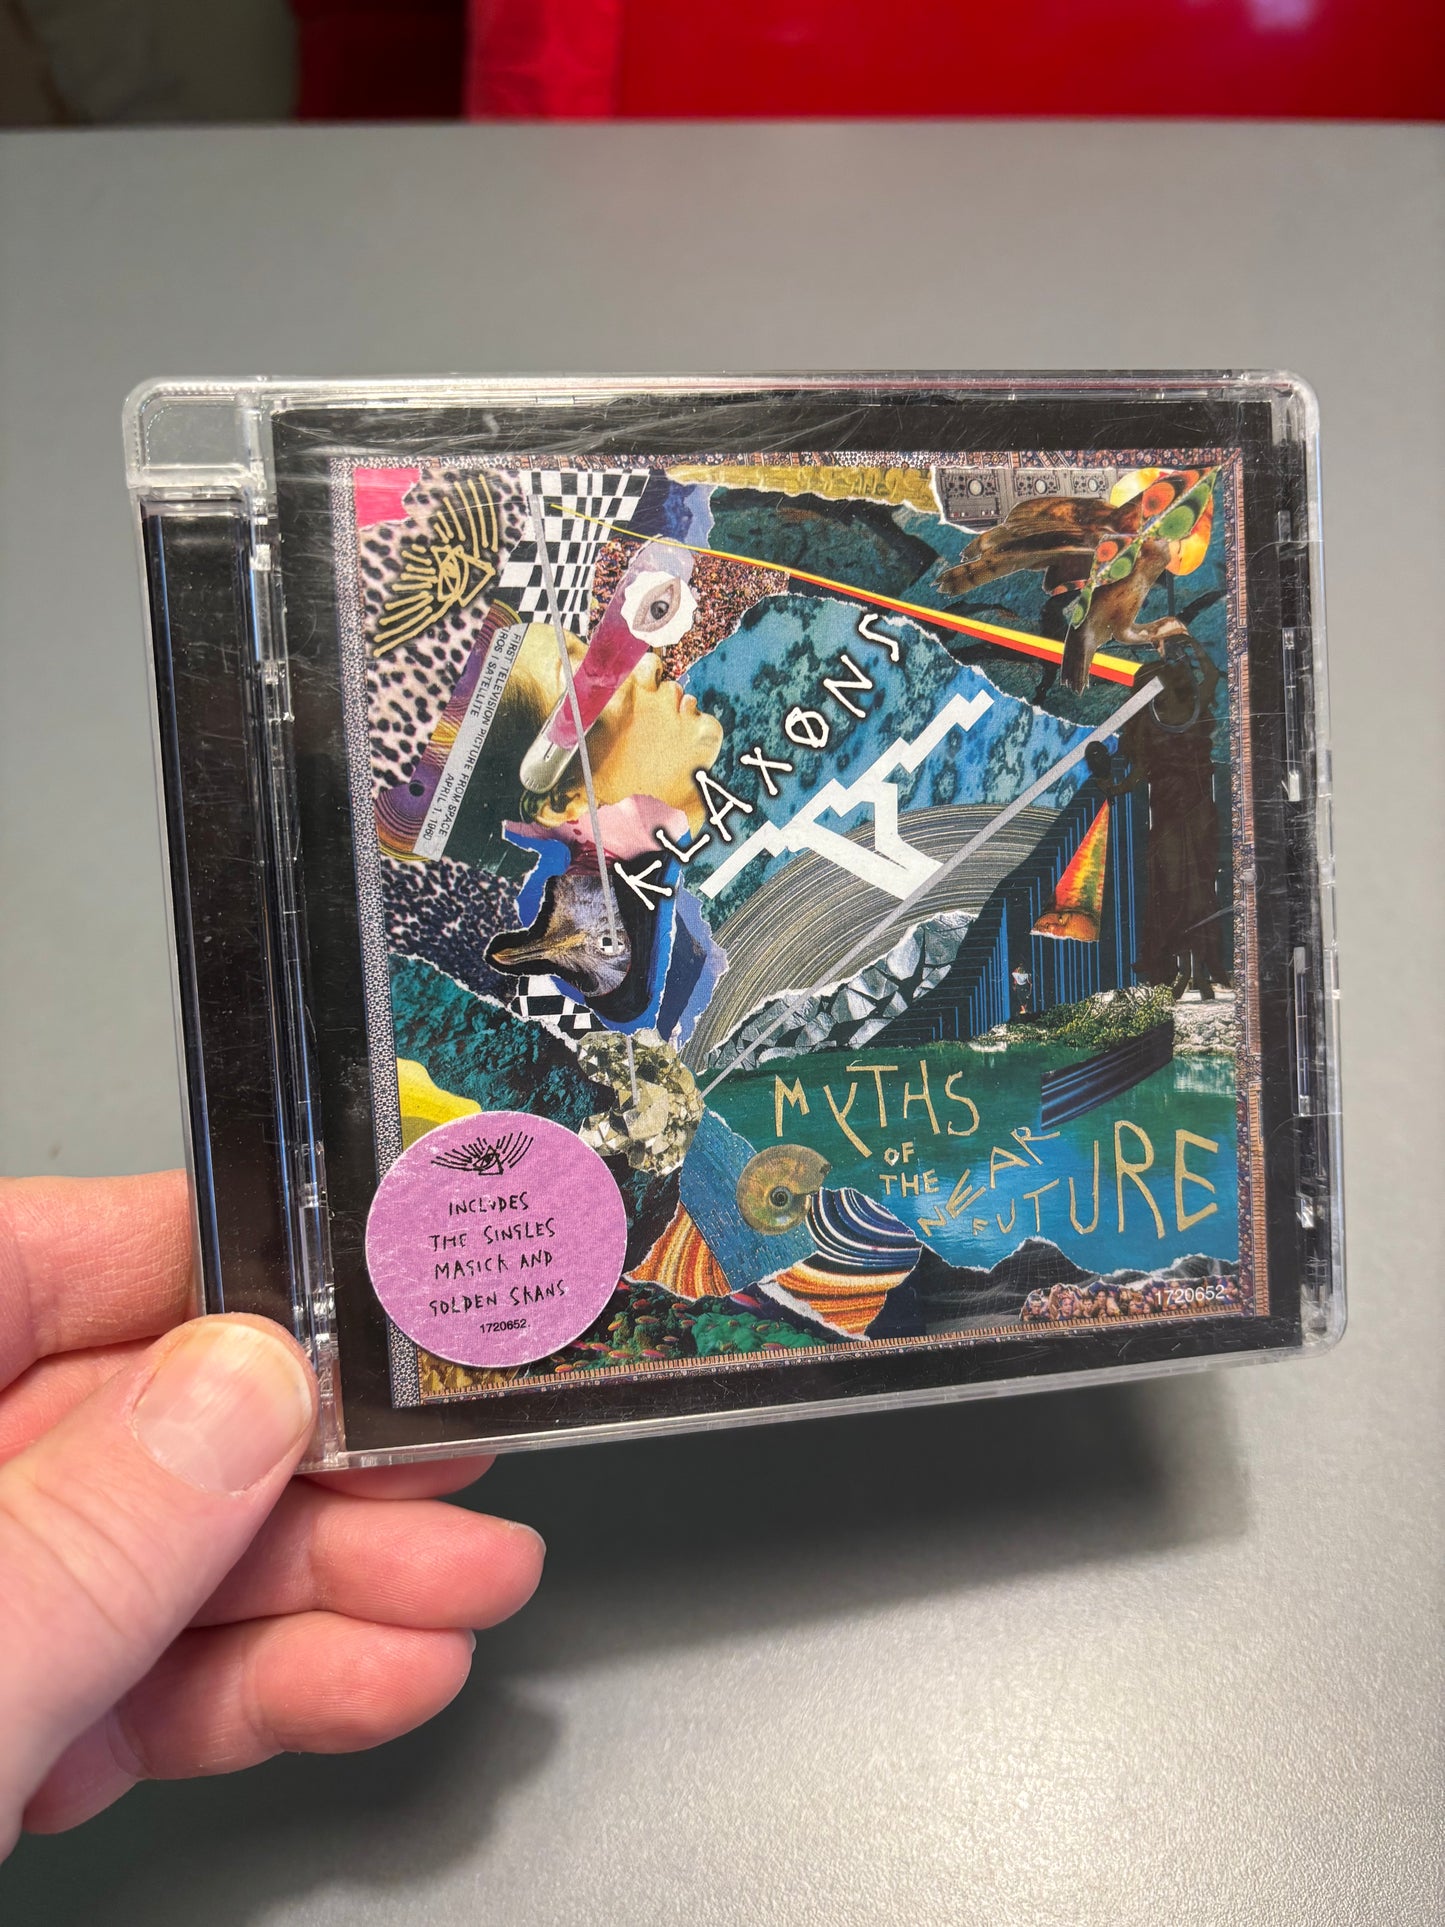 FIRST TELEVISION PICTURE FROM SPACE
TIROS I SATELLITE APRIL 1, 1960
KLAXONS
MYTHS
OF
THE
NEAR
FUTURE
INCLUDES
THE SINGLES
MAGICK AND
GOLDEN SKANS
1720652.
1720652